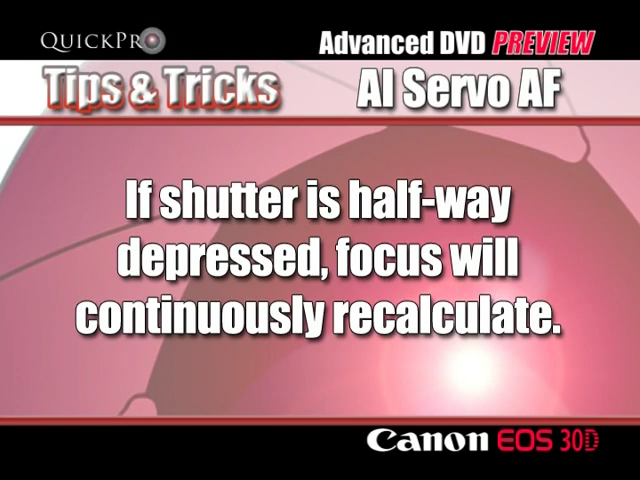 QUICKPRO
Advanced DVD PREVIEW
Tips & Tricks
AI Servo AF
If shutter is half-way
depressed, focus will
continuously recalculate.
Canon EOS 30D